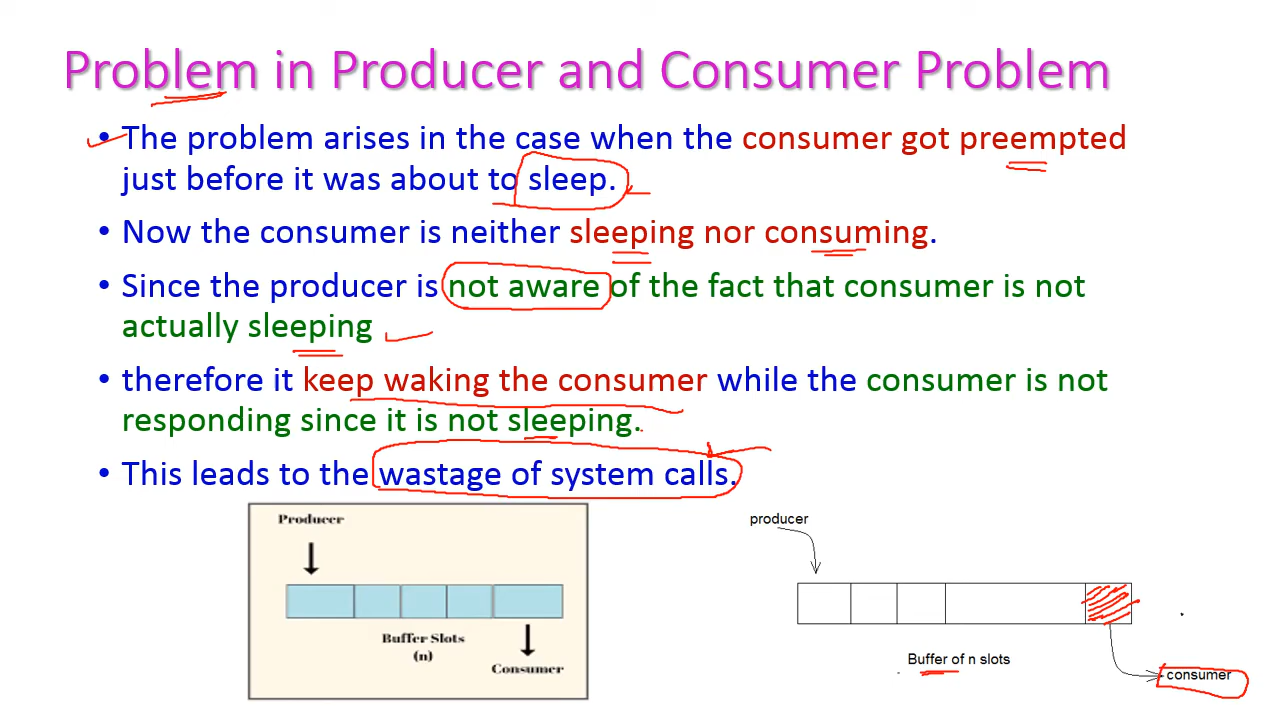 Problem in Producer and Consumer Problem
• The problem arises in the case when the consumer got preempted
just before it was about to sleep.
• Now the consumer is neither sleeping nor consuming.
• Since the producer is not aware of the fact that consumer is not
actually sleeping
• therefore it keep waking the consumer while the consumer is not
responding since it is not sleeping.
• This leads to the wastage of system calls.
Producer
Buffer Slots
(n)
Consumer
producer
Buffer of n slots
consumer